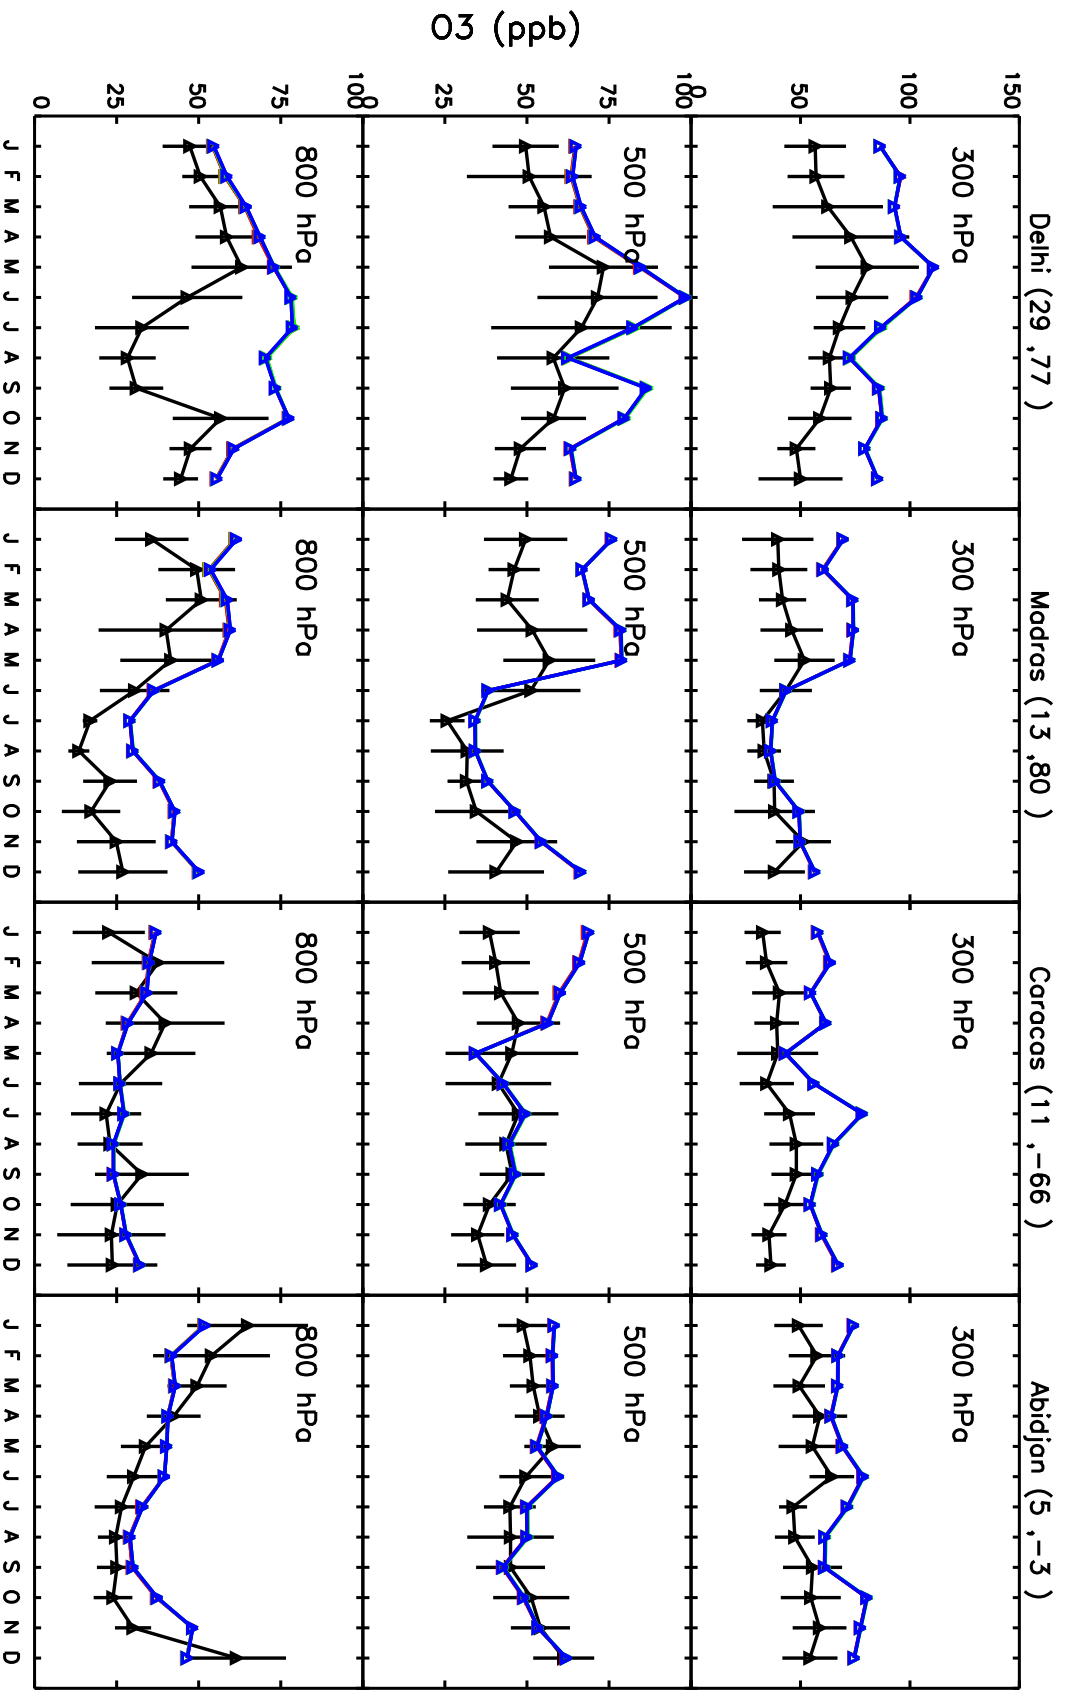 Delhi (29 ,77 ) Madras (13 ,80 ) Caracas (11 ,-66 ) Abidjan (5 ,-3 )
150
300 hPa 300 hPa 300 hPa 300 hPa
100
50
0
100
500 hPa 500 hPa 500 hPa 500 hPa
75
50
25
0
100
800 hPa 800 hPa 800 hPa 800 hPa
75
50
25
0
O3 (ppb)
J F M A M J J A S O N D J F M A M J J A S O N D J F M A M J J A S O N D J F M A M J J A S O N D